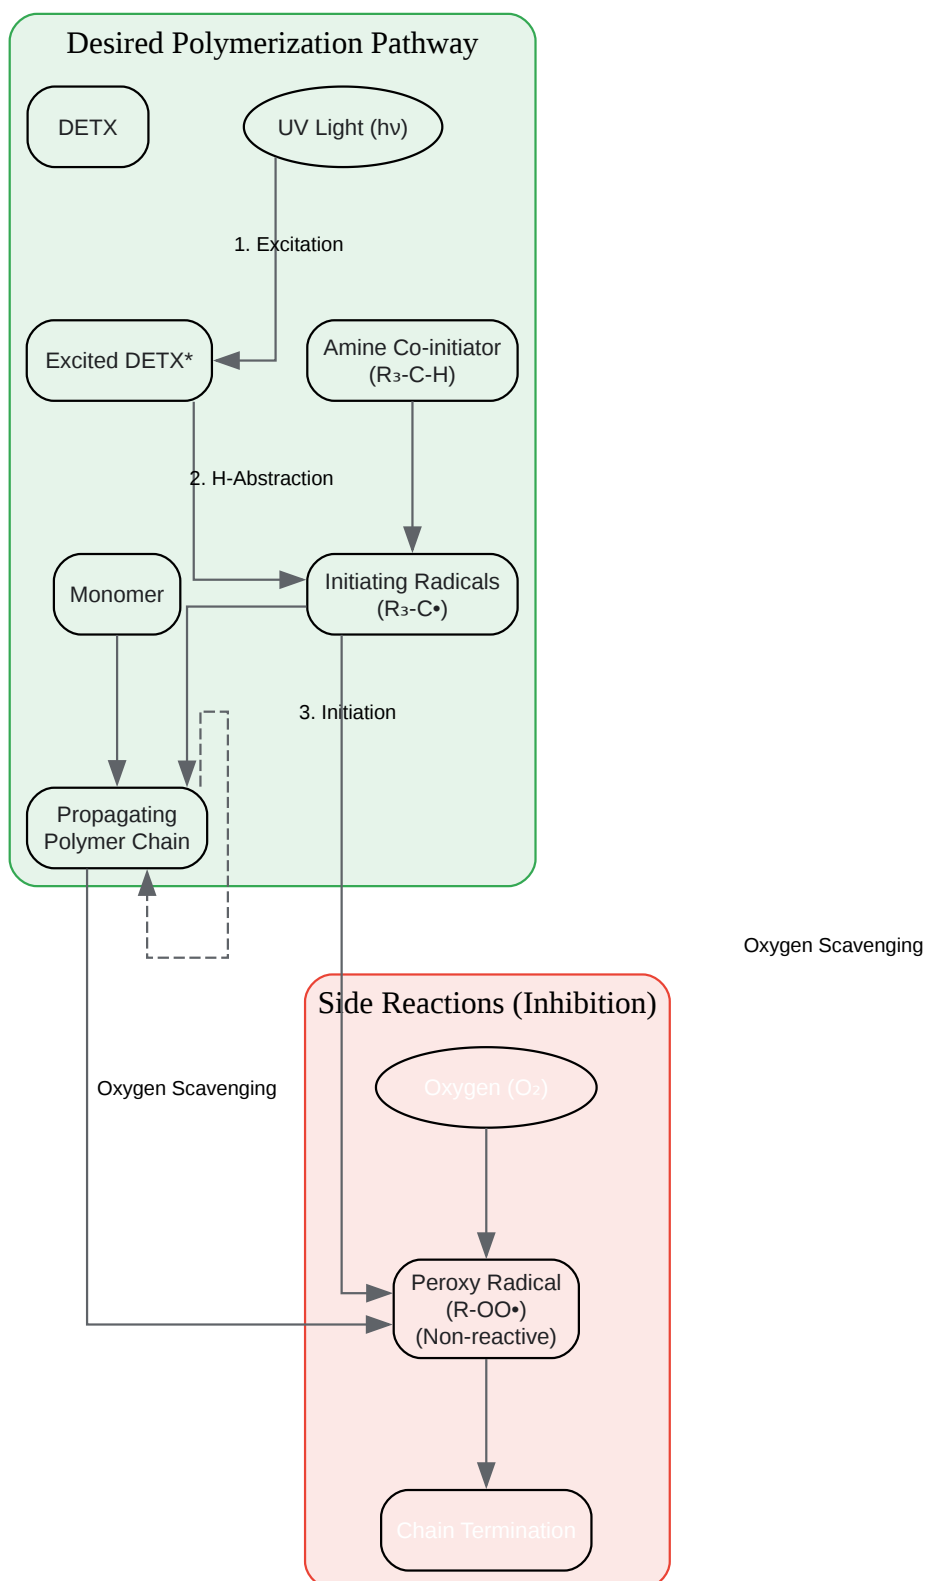 Desired Polymerization Pathway
DETX
UV Light (hν)
1. Excitation
Excited DETX*
Amine Co-initiator
(R₃-C-H)
2. H-Abstraction
Monomer
Initiating Radicals
(R₃-C•)
3. Initiation
Propagating
Polymer Chain
Oxygen Scavenging
Side Reactions (Inhibition)
Oxygen (O₂)
Oxygen Scavenging
Peroxy Radical
(R-OO•)
(Non-reactive)
Chain Termination